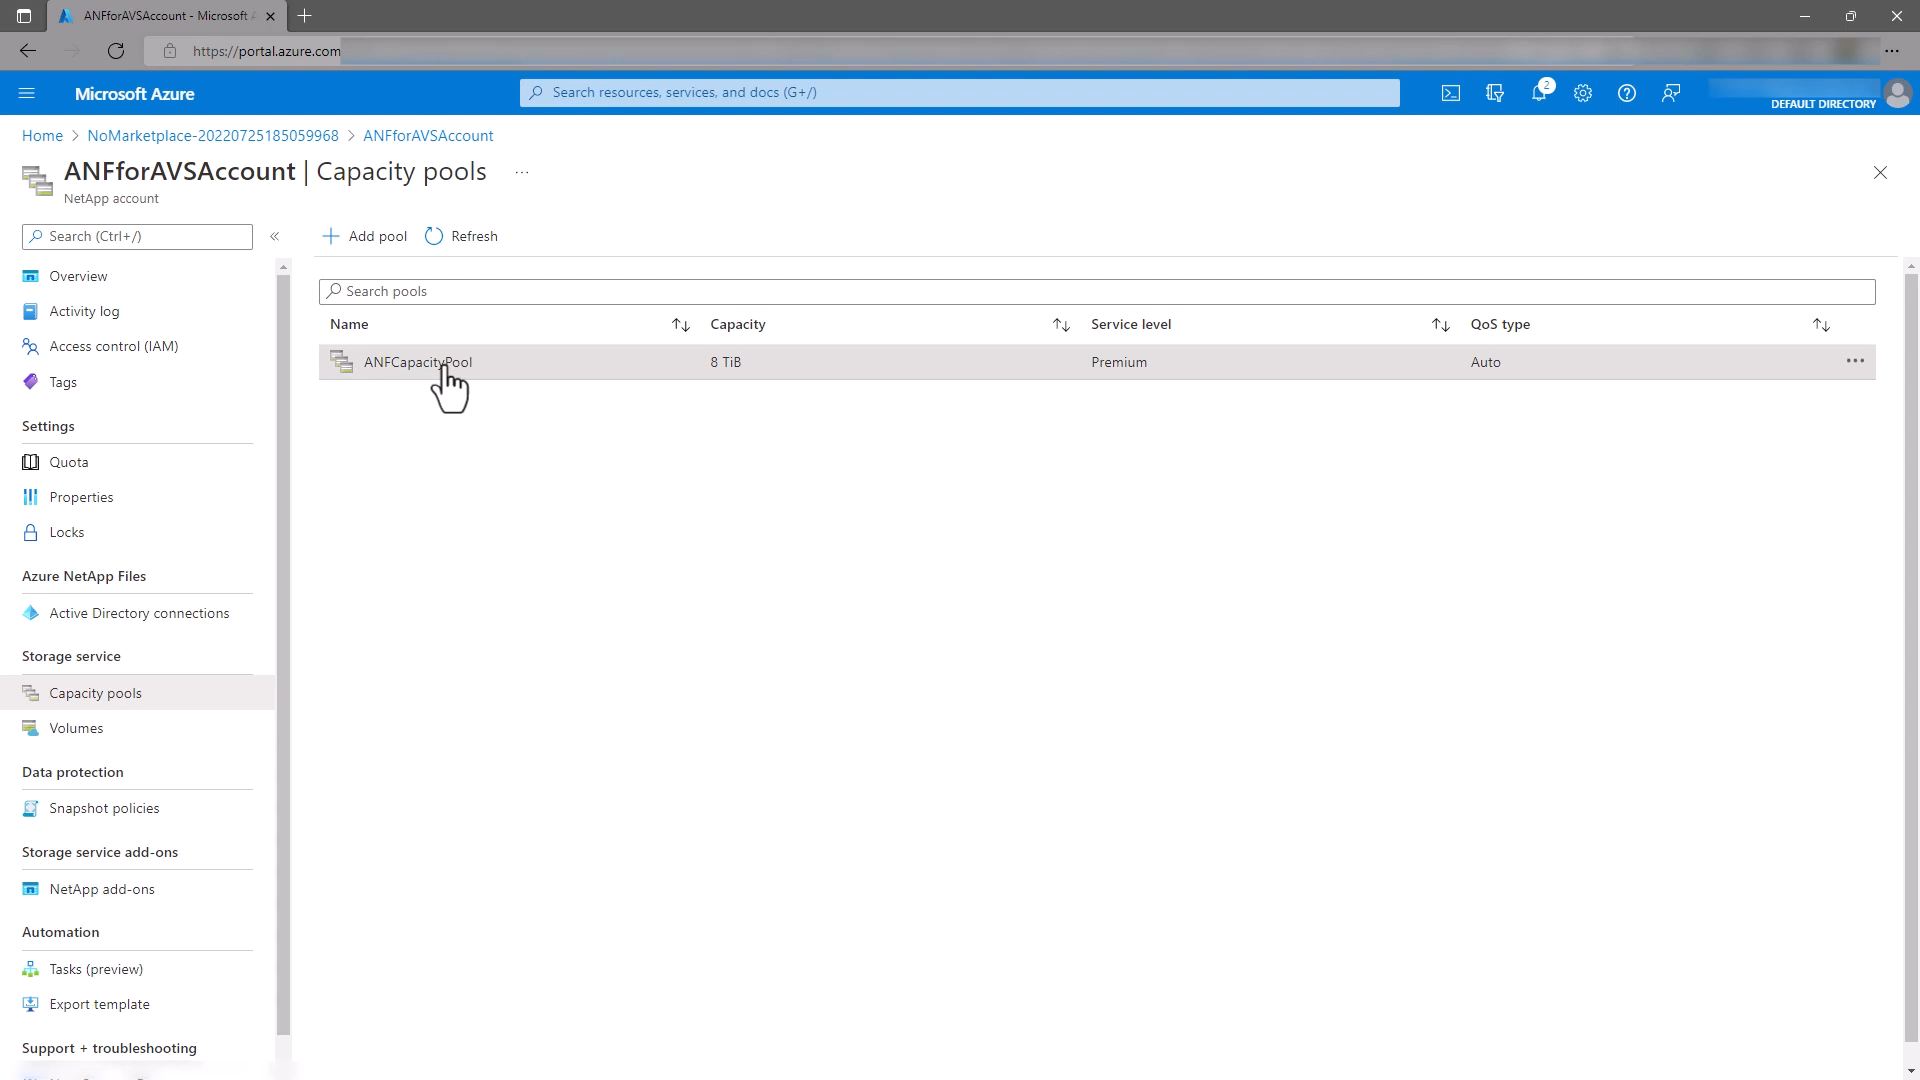 ANFforAVSAccount - Microsoft A
https://portal.azure.com
Microsoft Azure
Search resources, services, and docs (G+/)
2
DEFAULT DIRECTORY
Home > NoMarketplace-20220725185059968 > ANFforAVSAccount
ANFforAVSAccount | Capacity pools ...
NetApp account
Search (Ctrl+/)
«
Add pool
Refresh
Overview
Activity log
Access control (IAM)
Tags
Settings
Quota
Properties
Locks
Azure NetApp Files
Active Directory connections
Storage service
Capacity pools
Volumes
Data protection
Snapshot policies
Storage service add-ons
NetApp add-ons
Automation
Tasks (preview)
Export template
Support + troubleshooting
Search pools
Name Capacity Service level QoS type
ANFCapacityPool 8 TiB Premium Auto